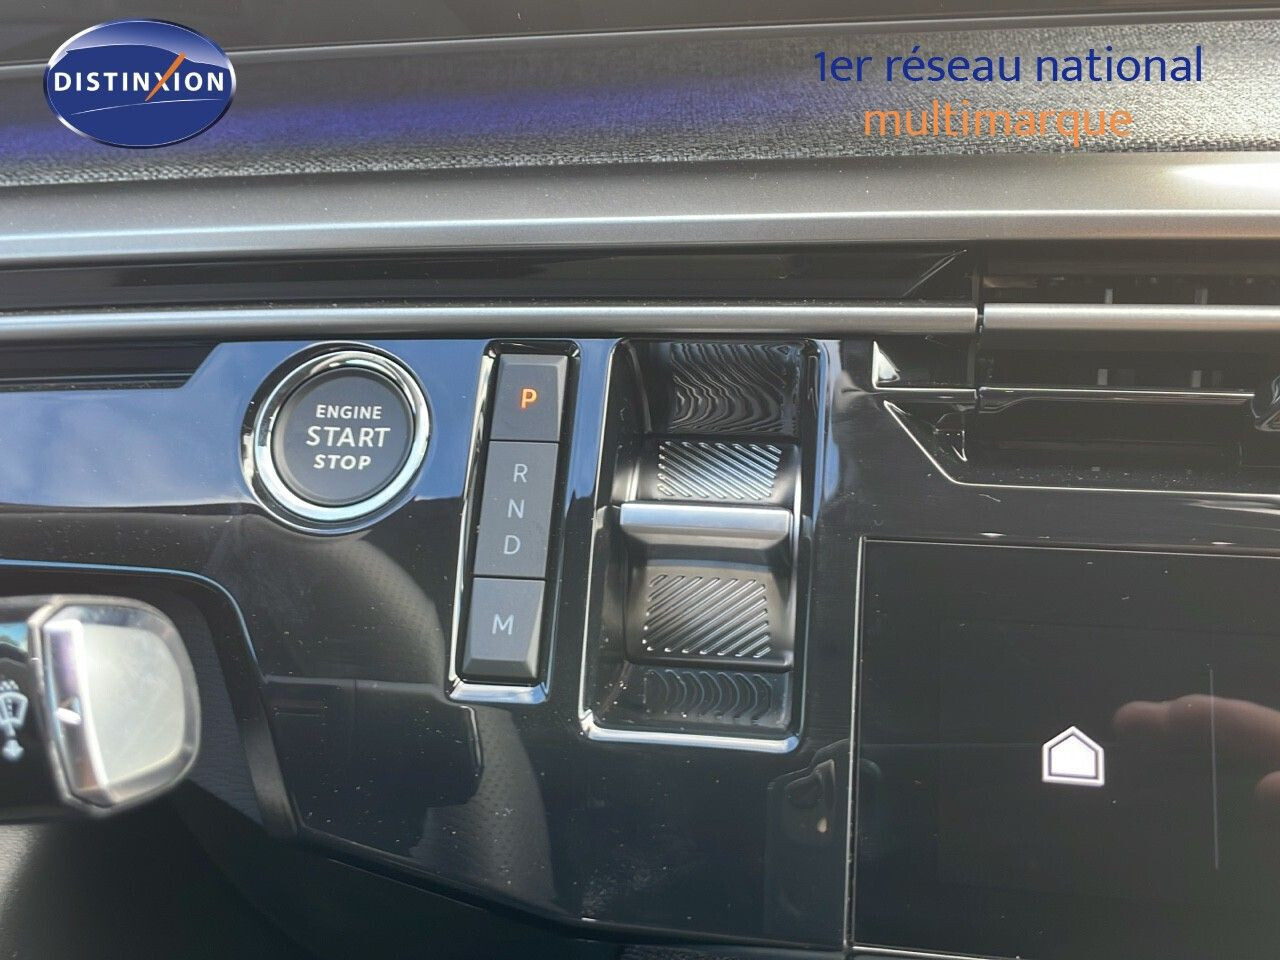 DISTINXION
1er réseau national
multimarque
ENGINE
START
STOP
P
R
N
D
M